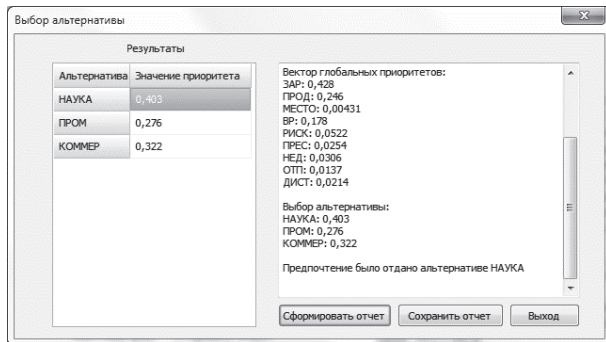 Выбор альтернативы
Результаты
Альтернатива Значение приоритета
НАУКА 0,403
ПРОМ 0,276
КОММЕР 0,322
Вектор глобальных приоритетов:
ЗАР: 0,428
ПРОД: 0,246
МЕСТО: 0,00431
ВР: 0,178
РИСК: 0,0522
ПРЕС: 0,0254
НЕД: 0,0306
ОТП: 0,0137
ДИСТ: 0,0214
Выбор альтернативы:
НАУКА: 0,403
ПРОМ: 0,276
КОММЕР: 0,322
Предпочтение было отдано альтернативе НАУКА
Сформировать отчет Сохранить отчет Выход